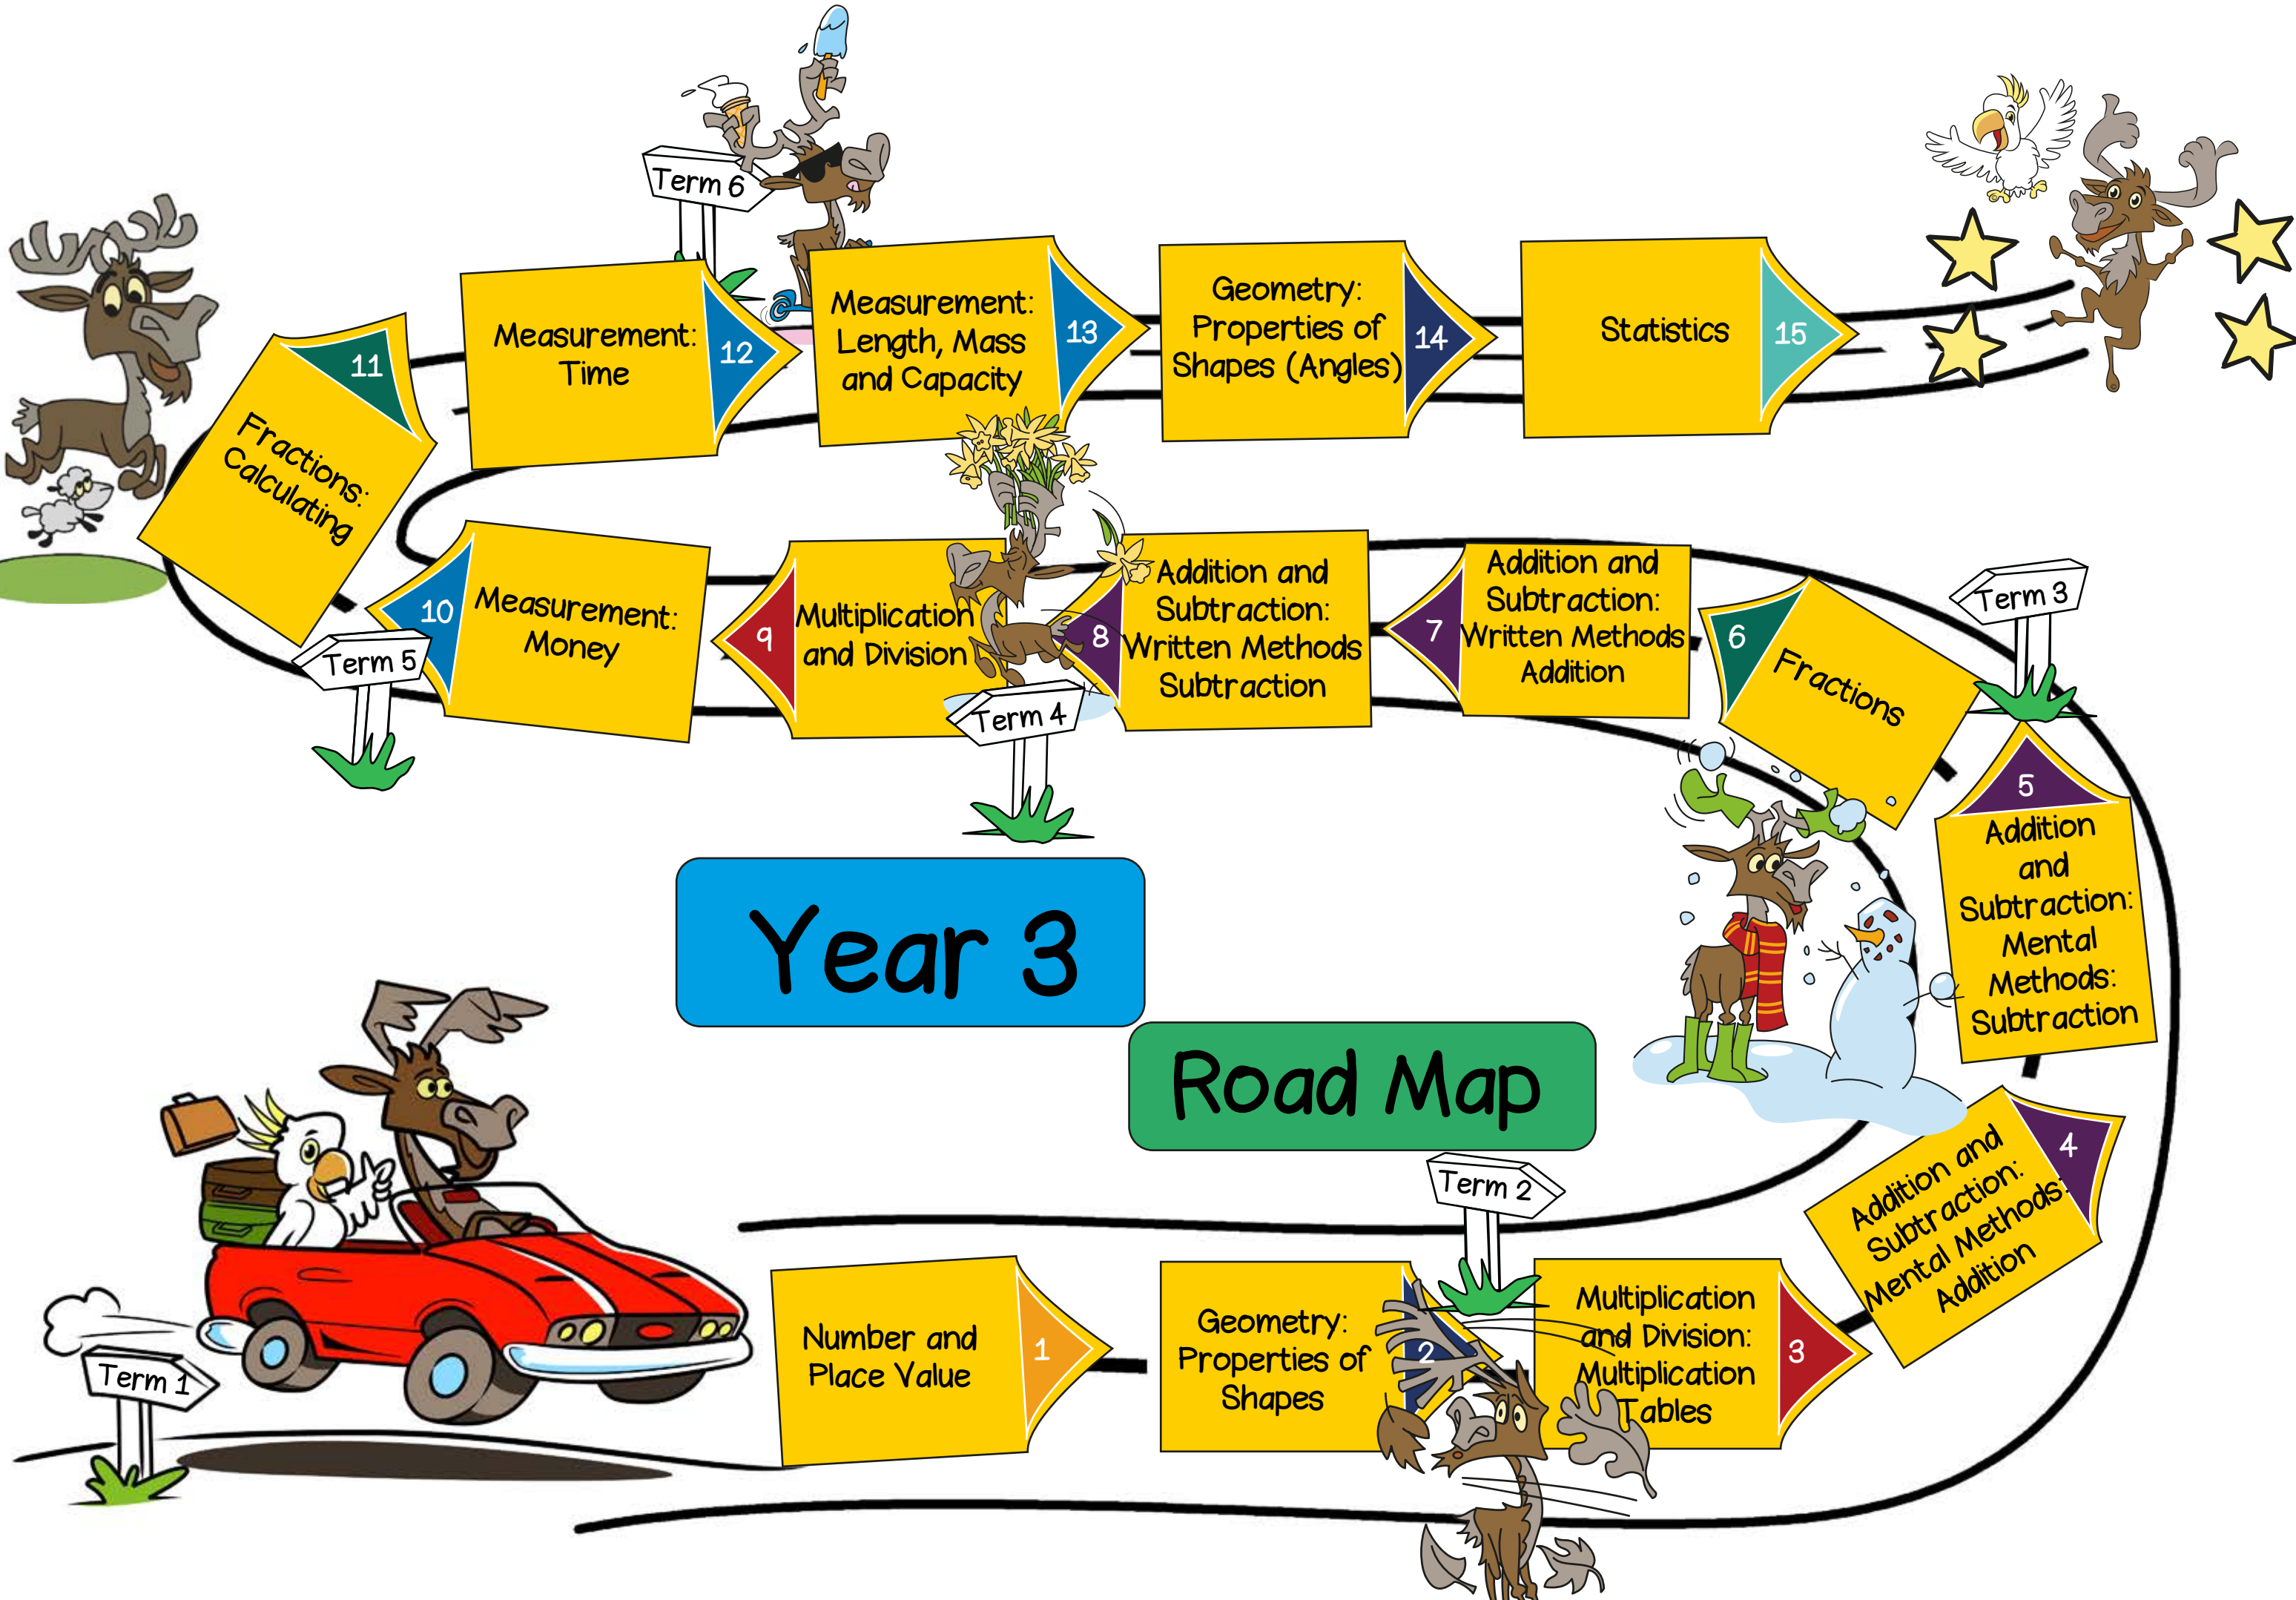 Term 1
Number and
Place Value
1
Geometry:
Properties of
Shapes
2
Term 2
Multiplication
and Division:
Multiplication
Tables
3
Addition and
Subtraction:
Mental Methods:
Addition
4
Addition
and
Subtraction:
Mental
Methods:
Subtraction
5
Term 3
Fractions
6
Addition and
Subtraction:
Written Methods
Addition
7
Addition and
Subtraction:
Written Methods
Subtraction
8
Term 4
Multiplication
and Division
9
Measurement:
Money
10
Term 5
Fractions:
Calculating
11
Measurement:
Time
12
Term 6
Measurement:
Length, Mass
and Capacity
13
Geometry:
Properties of
Shapes (Angles)
14
Statistics
15
Year 3
Road Map